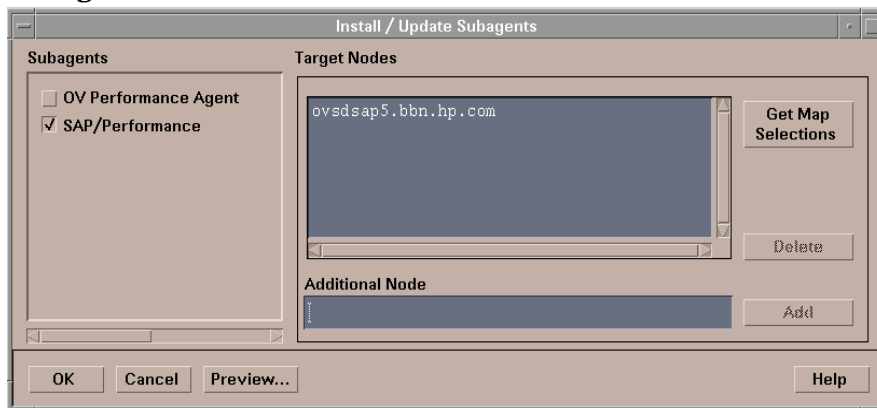 Install / Update Subagents
Subagents
Target Nodes
OV Performance Agent
SAP/Performance
ovsdsap5.bbn.hp.com
Get Map
Selections
Delete
Additional Node
Add
OK
Cancel
Preview...
Help